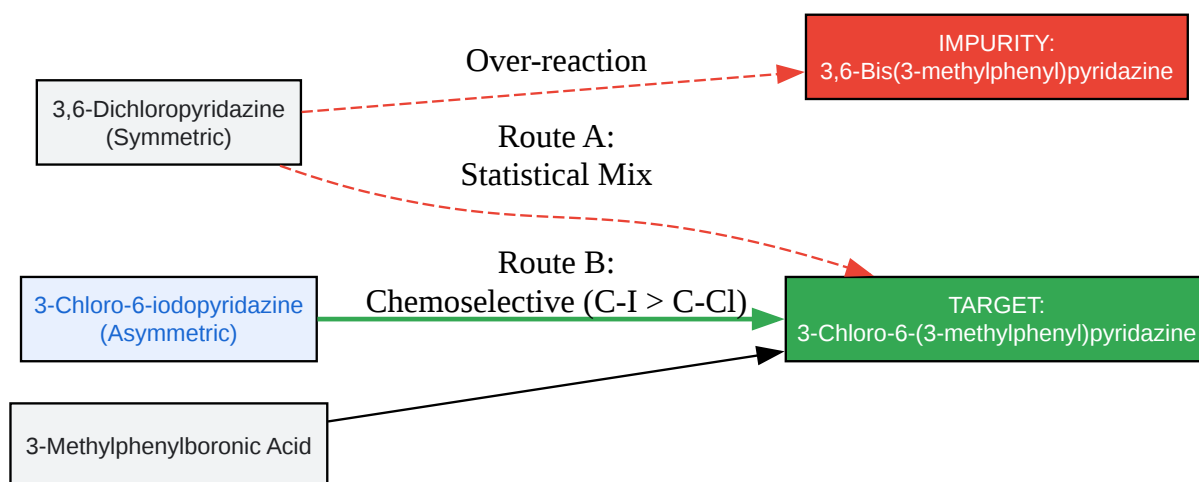 IMPURITY:
3,6-Bis(3-methylphenyl)pyridazine
Over-reaction
3,6-Dichloropyridazine
(Symmetric)
Route A:
Statistical Mix
Route B:
Chemoselective (C-I > C-Cl)
3-Chloro-6-iodopyridazine
(Asymmetric)
TARGET:
3-Chloro-6-(3-methylphenyl)pyridazine
3-Methylphenylboronic Acid